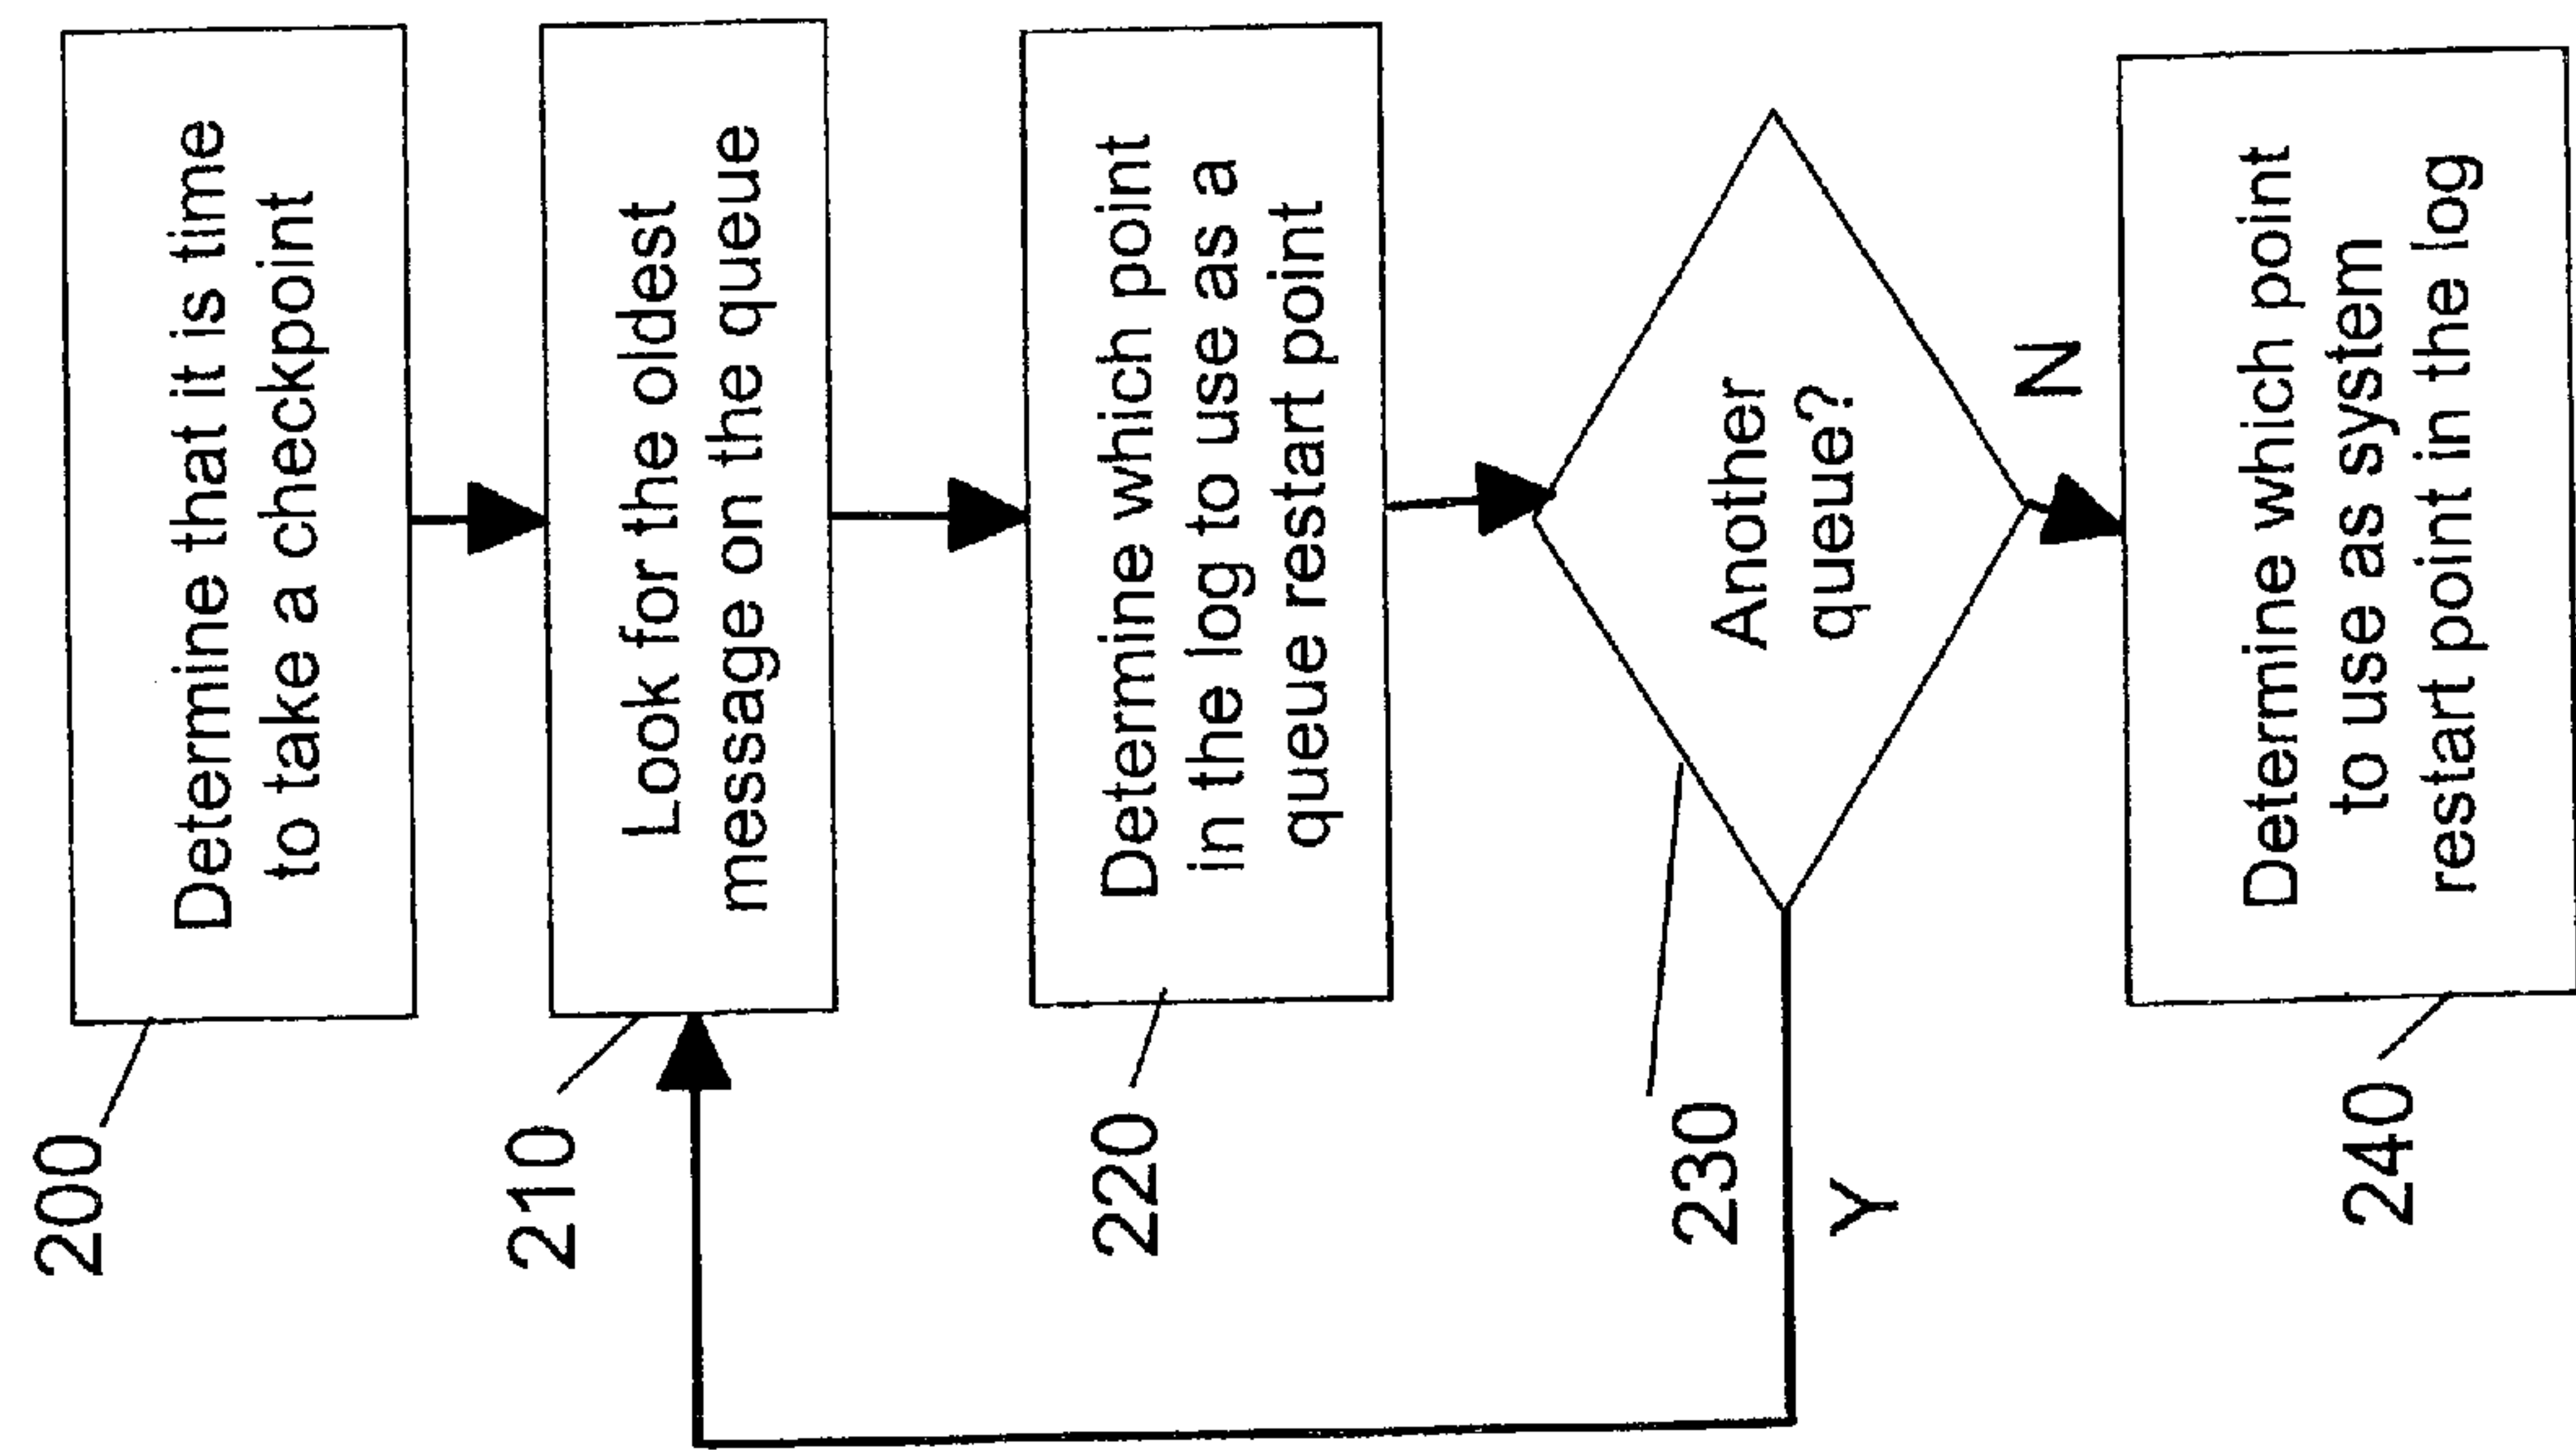 200
Determine that it is time
to take a checkpoint
210
Look for the oldest
message on the queue
220
Determine which point
in the log to use as a
queue restart point
230
Another
queue?
Y
N
240
Determine which point
to use as system
restart point in the log